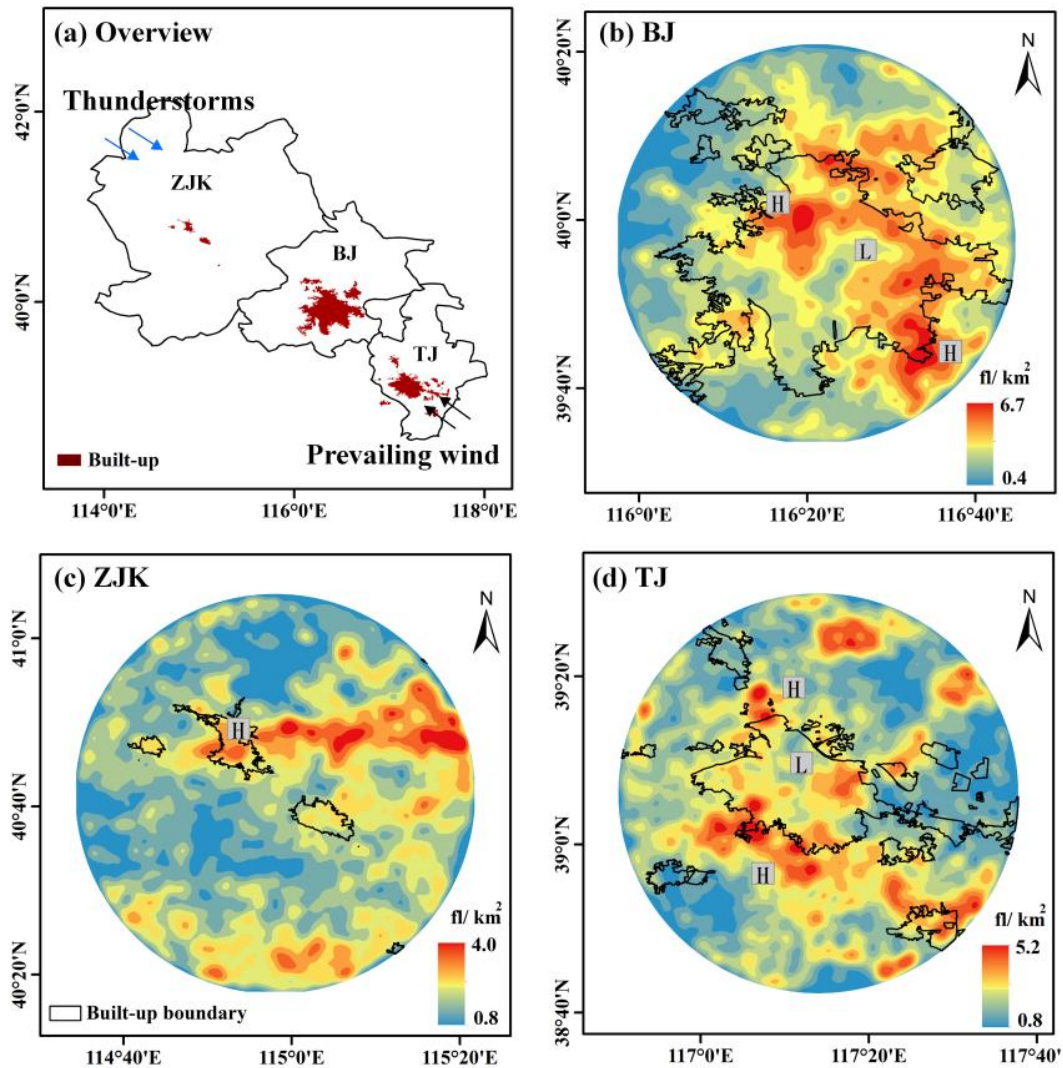 (a) Overview
Thunderstorms
ZJK
BJ
TJ
Prevailing wind
Built-up
42°0'N
40°0'N
114°0'E
116°0'E
118°0'E
(b) BJ
N
H
L
H
fl/ km²
6.7
0.4
40°20'N
40°0'N
39°40'N
116°0'E
116°20'E
116°40'E
(c) ZJK
N
H
fl/ km²
4.0
0.8
Built-up boundary
41°0'N
40°40'N
40°20'N
114°40'E
115°0'E
115°20'E
(d) TJ
N
H
L
H
fl/ km²
5.2
0.8
39°20'N
39°0'N
38°40'N
117°0'E
117°20'E
117°40'E